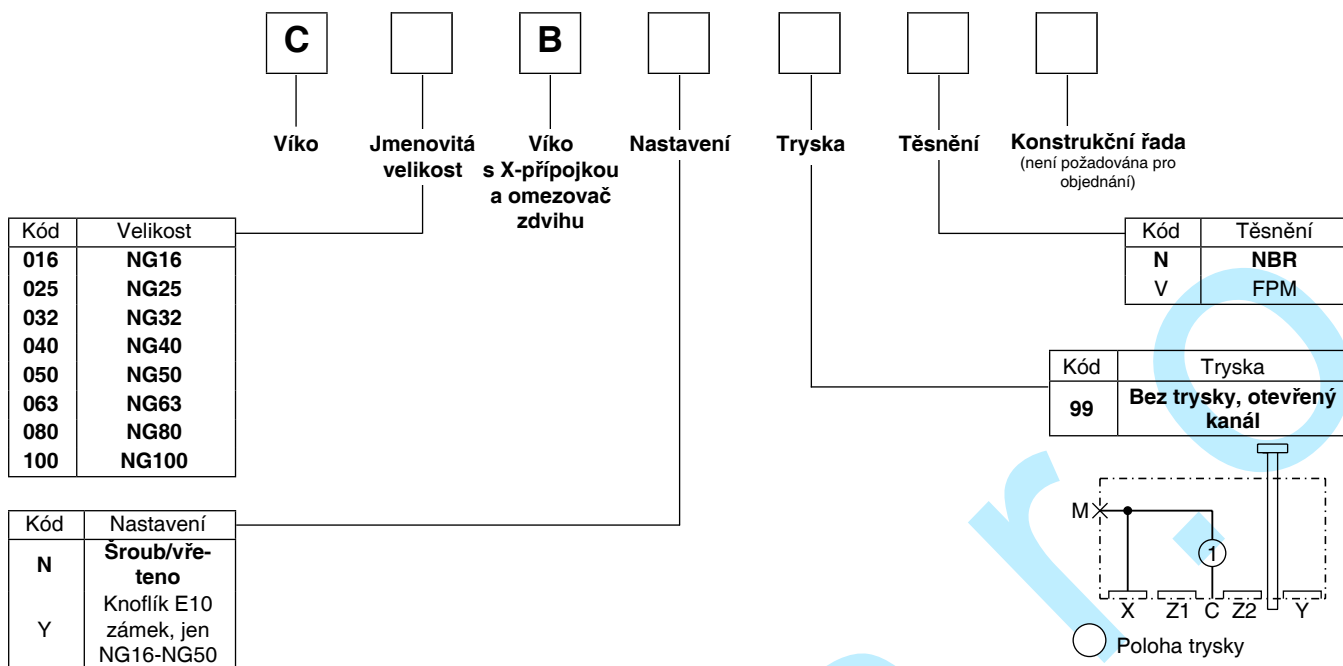 C
B
Víko
Jmenovitá
velikost
Víko
s X-přípojkou
a omezovač
zdvihu
Nastavení
Tryska
Těsnění
Konstrukční řada
(není požadována pro
objednání)
Kód Velikost
016 NG16
025 NG25
032 NG32
040 NG40
050 NG50
063 NG63
080 NG80
100 NG100
Kód Těsnění
N NBR
V FPM
Kód Tryska
99 Bez trysky, otevřený
kanál
Kód Nastavení
N Šroub/vře-
teno
Y Knoflík E10
zámek, jen
NG16-NG50
M
1
X Z1 C Z2 Y
Poloha trysky